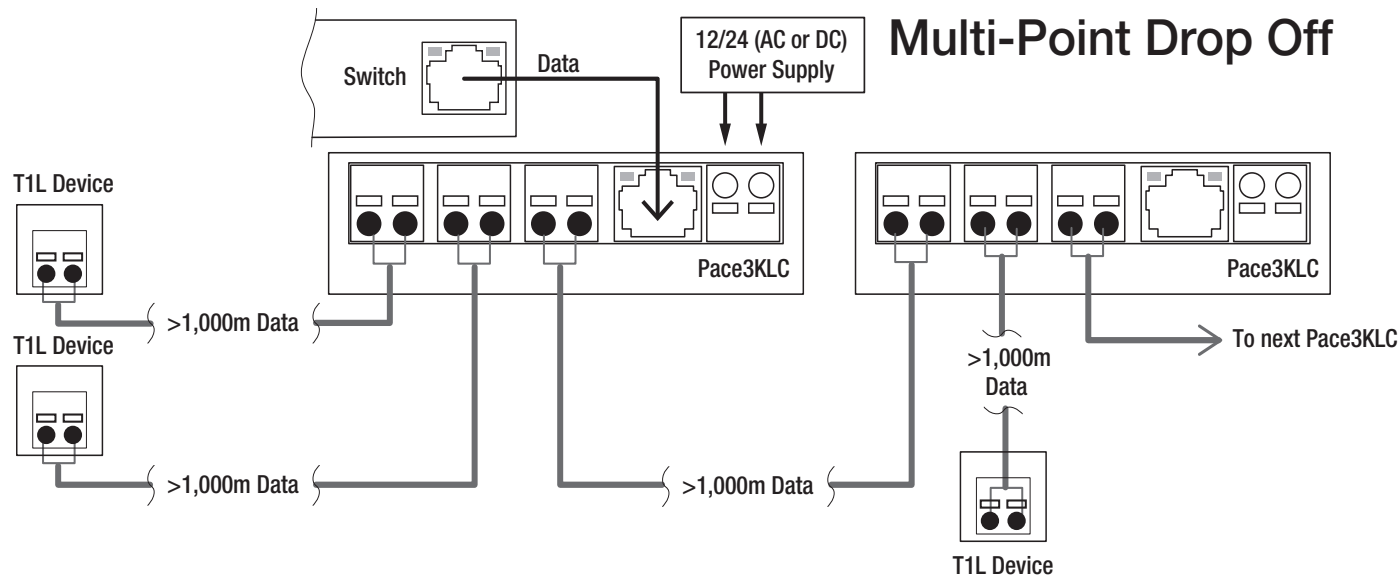 Multi-Point Drop Off
12/24 (AC or DC)
Power Supply
Switch
Data
T1L Device
Pace3KLC
Pace3KLC
>1,000m Data
T1L Device
To next Pace3KLC
>1,000m
Data
>1,000m Data
>1,000m Data
T1L Device